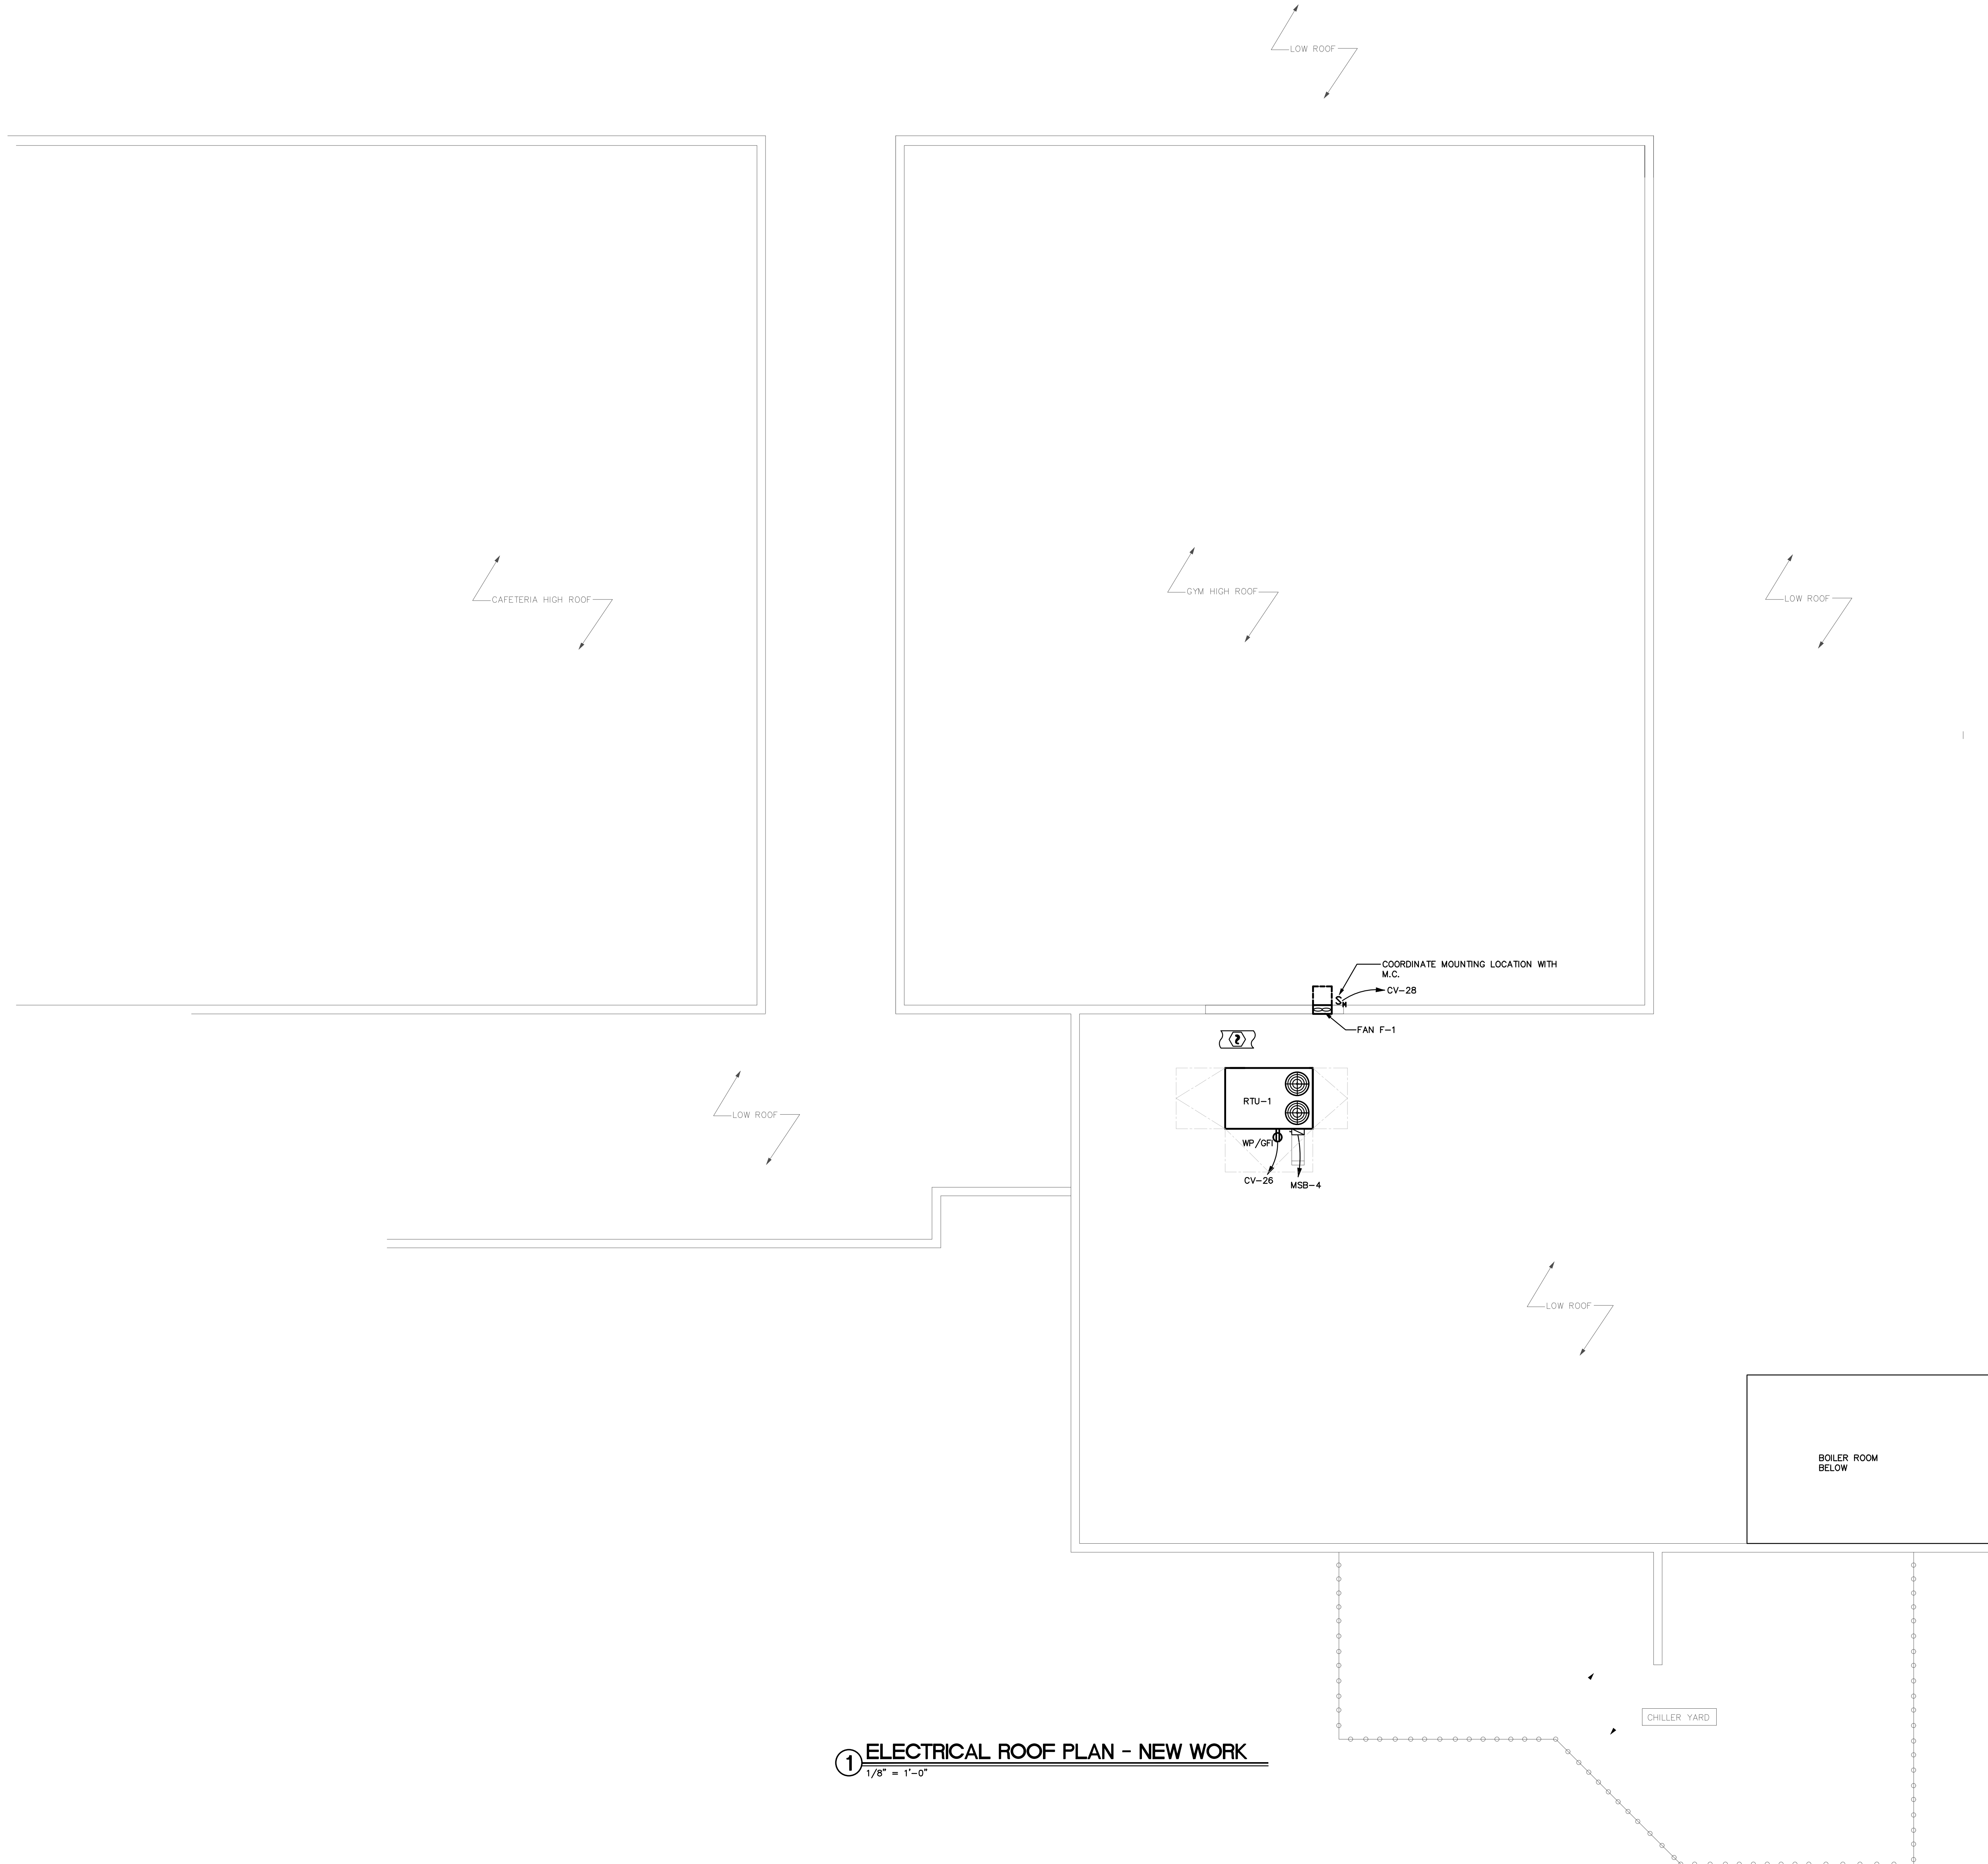 LOW ROOF
CAFETERIA HIGH ROOF
GYM HIGH ROOF
LOW ROOF
COORDINATE MOUNTING LOCATION WITH
M.C.
CV-28
FAN F-1
2
RTU-1
WP/GFI
CV-26
MSB-4
LOW ROOF
LOW ROOF
BOILER ROOM
BELOW
CHILLER YARD
1 ELECTRICAL ROOF PLAN - NEW WORK
1/8" = 1'-0"